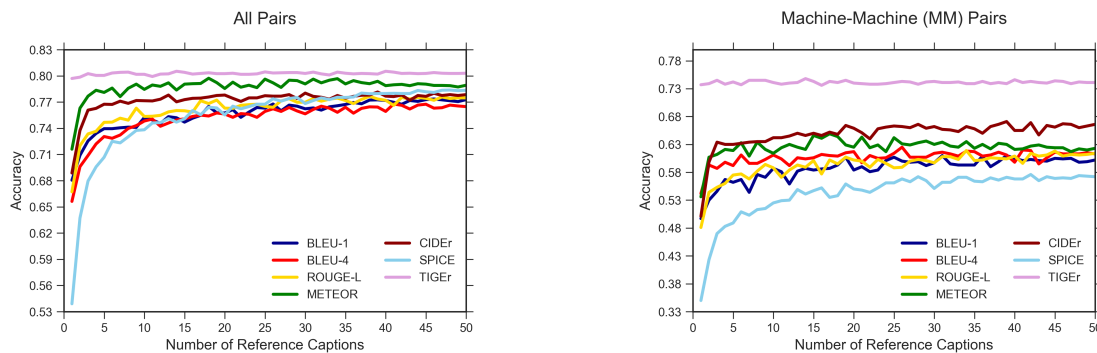 All Pairs
0.83
0.80
0.77
0.74
0.71
0.68
0.65
0.62
0.59
0.56
0.53
Accuracy
BLEU-1 CIDEr
BLEU-4 SPICE
ROUGE-L TIGEr
METEOR
0 5 10 15 20 25 30 35 40 45 50
Number of Reference Captions
Machine-Machine (MM) Pairs
0.78
0.73
0.68
0.63
0.58
0.53
0.48
0.43
0.38
0.33
Accuracy
BLEU-1 CIDEr
BLEU-4 SPICE
ROUGE-L TIGEr
METEOR
0 5 10 15 20 25 30 35 40 45 50
Number of Reference Captions